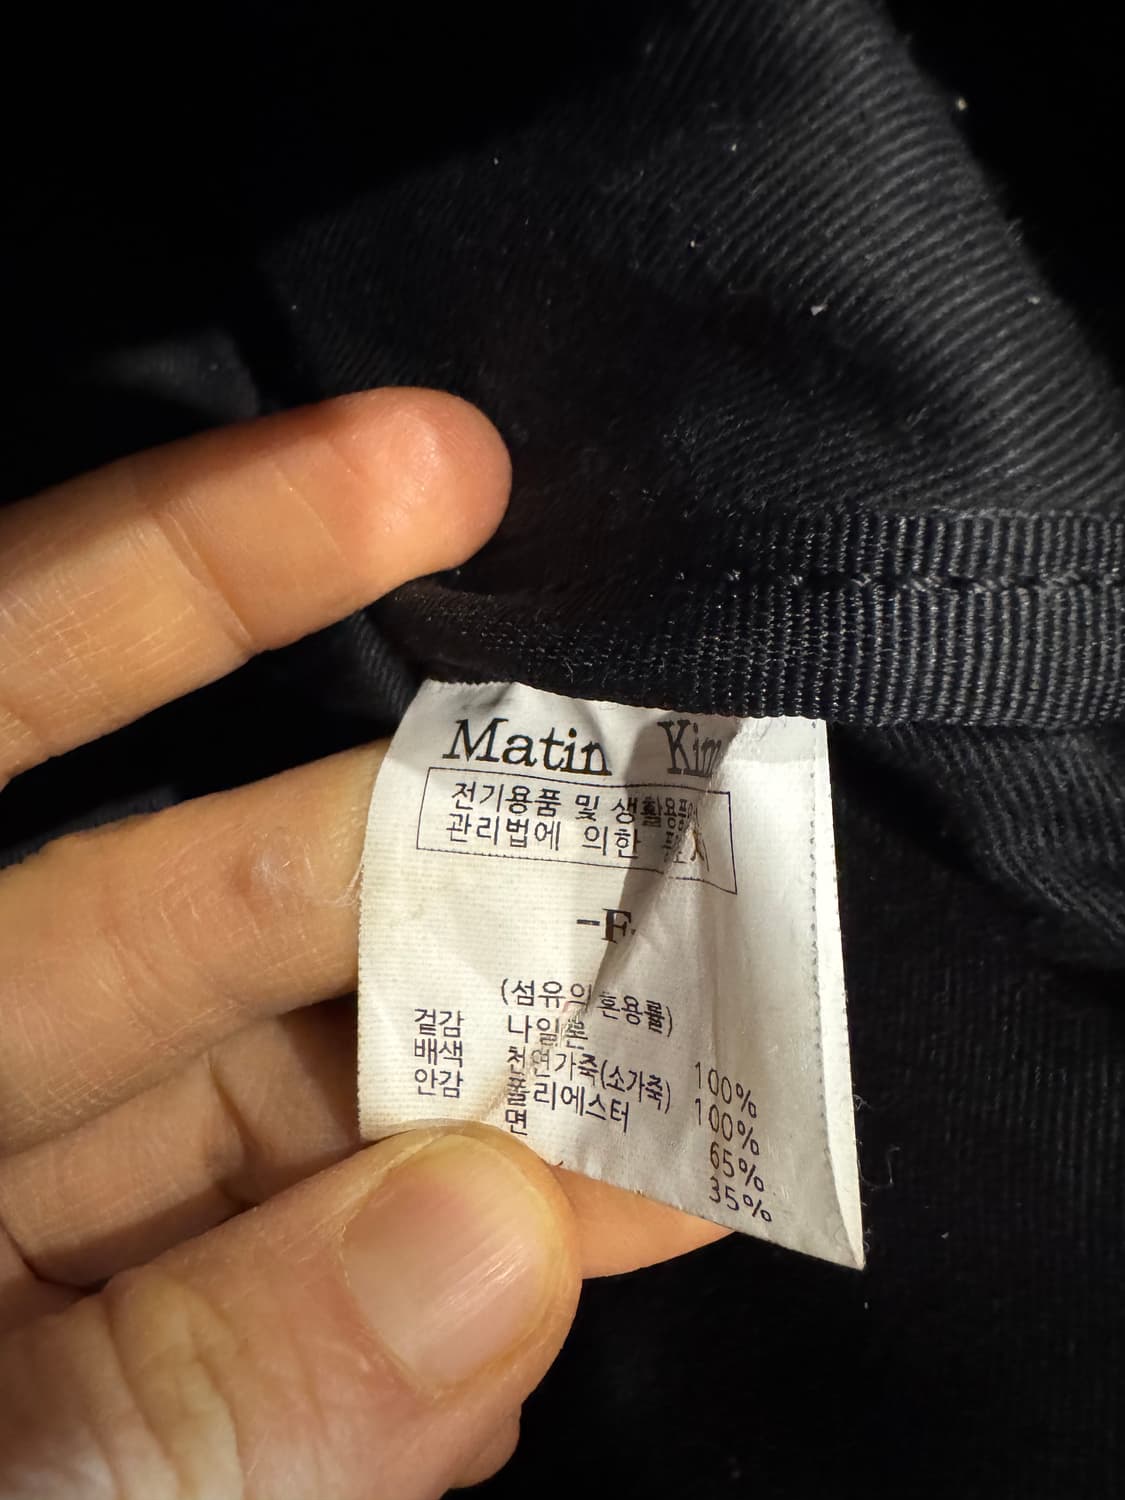 Matin Kim
전기용품 및 생활용품안전
관리법에 의한 표시
-F-
(섬유의 혼용률)
겉감 나일론 100%
배색 천연가죽(소가죽) 100%
안감 폴리에스터 65%
면 35%